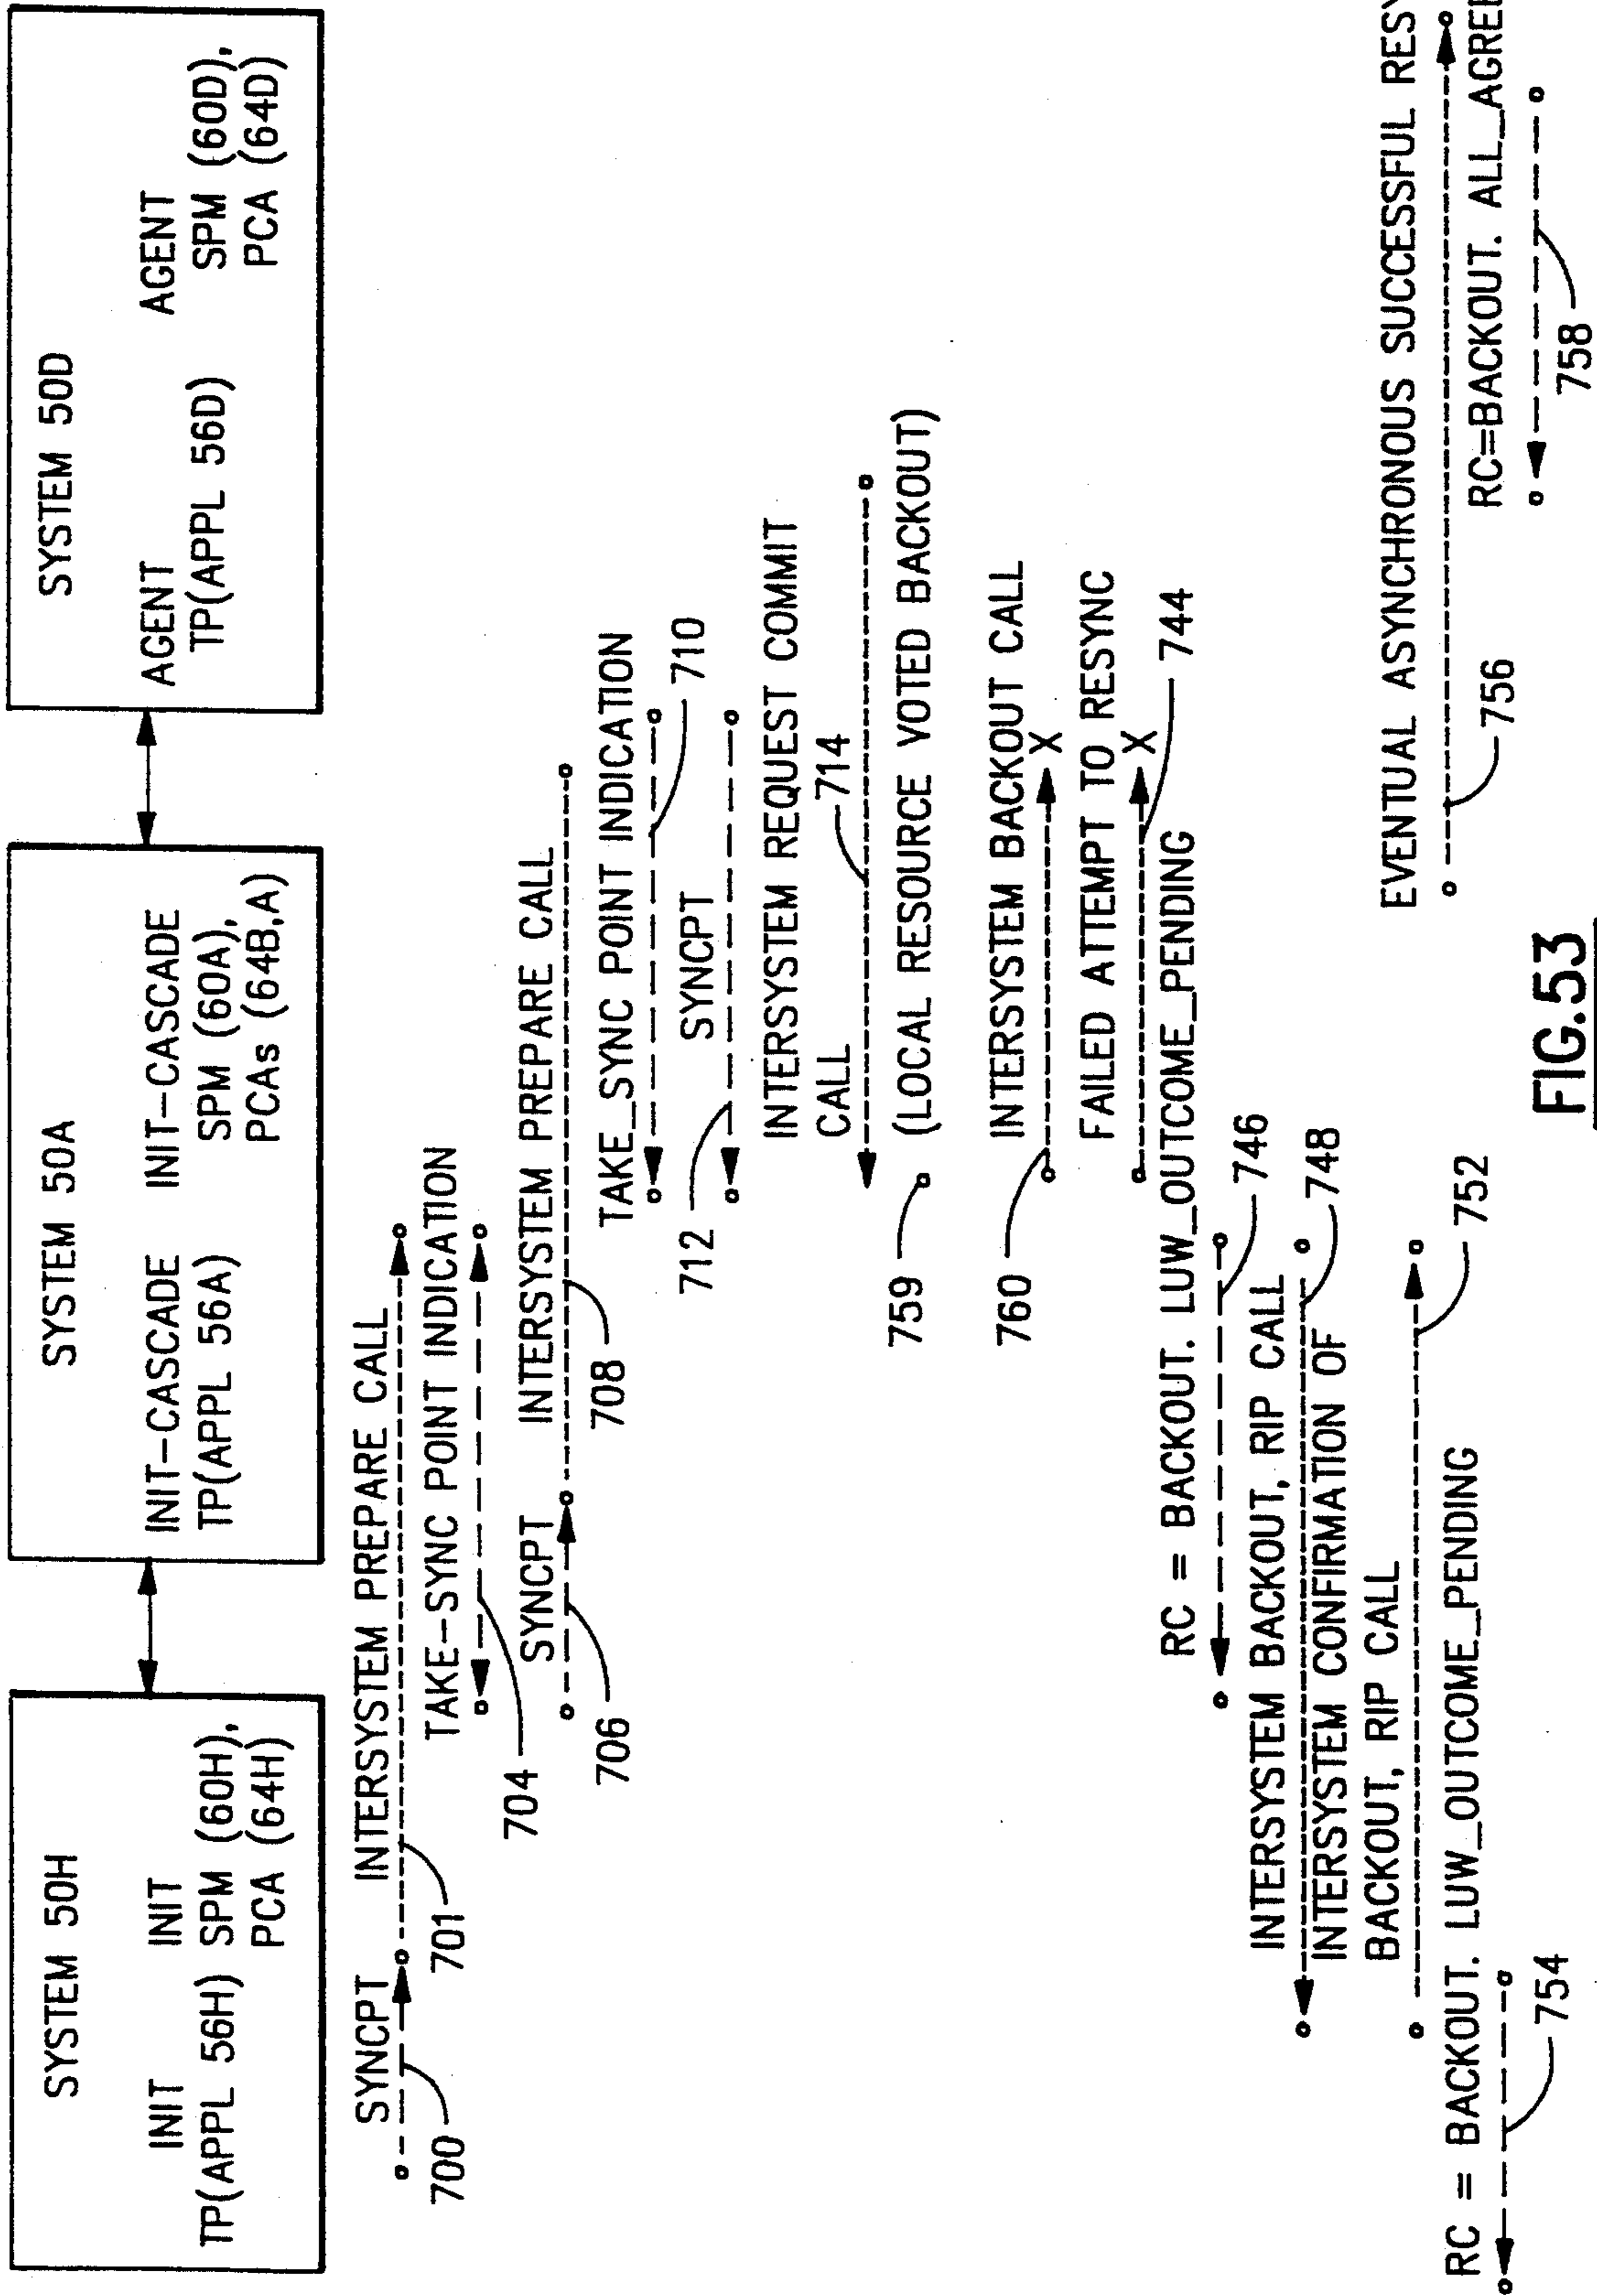 SYSTEM 50H
INIT INIT
TP(APPL 56H) SPM (60H),
PCA (64H)
SYSTEM 50A
INIT-CASCADE INIT-CASCADE
TP(APPL 56A) SPM (60A),
PCAs (64B,A)
SYSTEM 50D
AGENT AGENT
TP(APPL 56D) SPM (60D),
PCA (64D)
SYNCPT INTERSYSTEM PREPARE CALL
700
701
TAKE-SYNC POINT INDICATION
704
SYNCPT INTERSYSTEM PREPARE CALL
706
708
TAKE_SYNC POINT INDICATION
710
SYNCPT
712
INTERSYSTEM REQUEST COMMIT
CALL 714
759 (LOCAL RESOURCE VOTED BACKOUT)
INTERSYSTEM BACKOUT CALL
760 X
FAILED ATTEMPT TO RESYNC
X
744
RC = BACKOUT. LUW_OUTCOME_PENDING
746
INTERSYSTEM BACKOUT, RIP CALL
748
INTERSYSTEM CONFIRMATION OF
BACKOUT, RIP CALL
752
RC = BACKOUT. LUW_OUTCOME_PENDING
754
EVENTUAL ASYNCHRONOUS SUCCESSFUL
756
RC=BACKOUT.
758
FIG.53